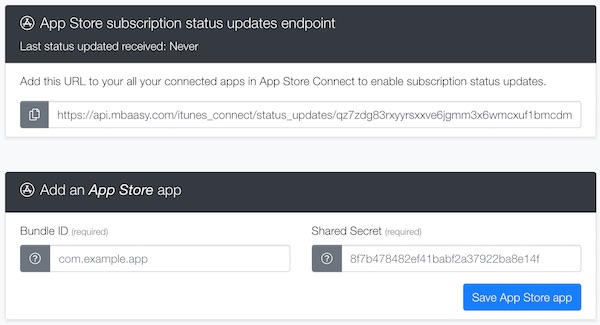 App Store subscription status updates endpoint
Last status updated received: Never
Add this URL to your all your connected apps in App Store Connect to enable subscription status updates.
https://api.mbaasy.com/itunes_connect/status_updates/qz7zdg83rxyyrsxxve6jgmm3x6wmcxuf1bmcdm
Add an App Store app
Bundle ID (required)
Shared Secret (required)
com.example.app
8f7b478482ef41babf2a37922ba8e14f
Save App Store app